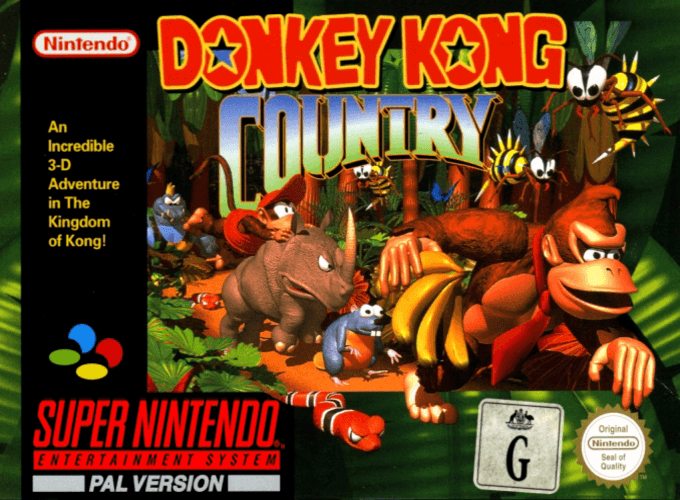 Nintendo®
DONKEY KONG
COUNTRY
An
Incredible
3-D
Adventure
in The
Kingdom
of Kong!
SUPER NINTENDO®
ENTERTAINMENT SYSTEM
PAL VERSION
G
Original
Nintendo
Seal of
Quality
TM